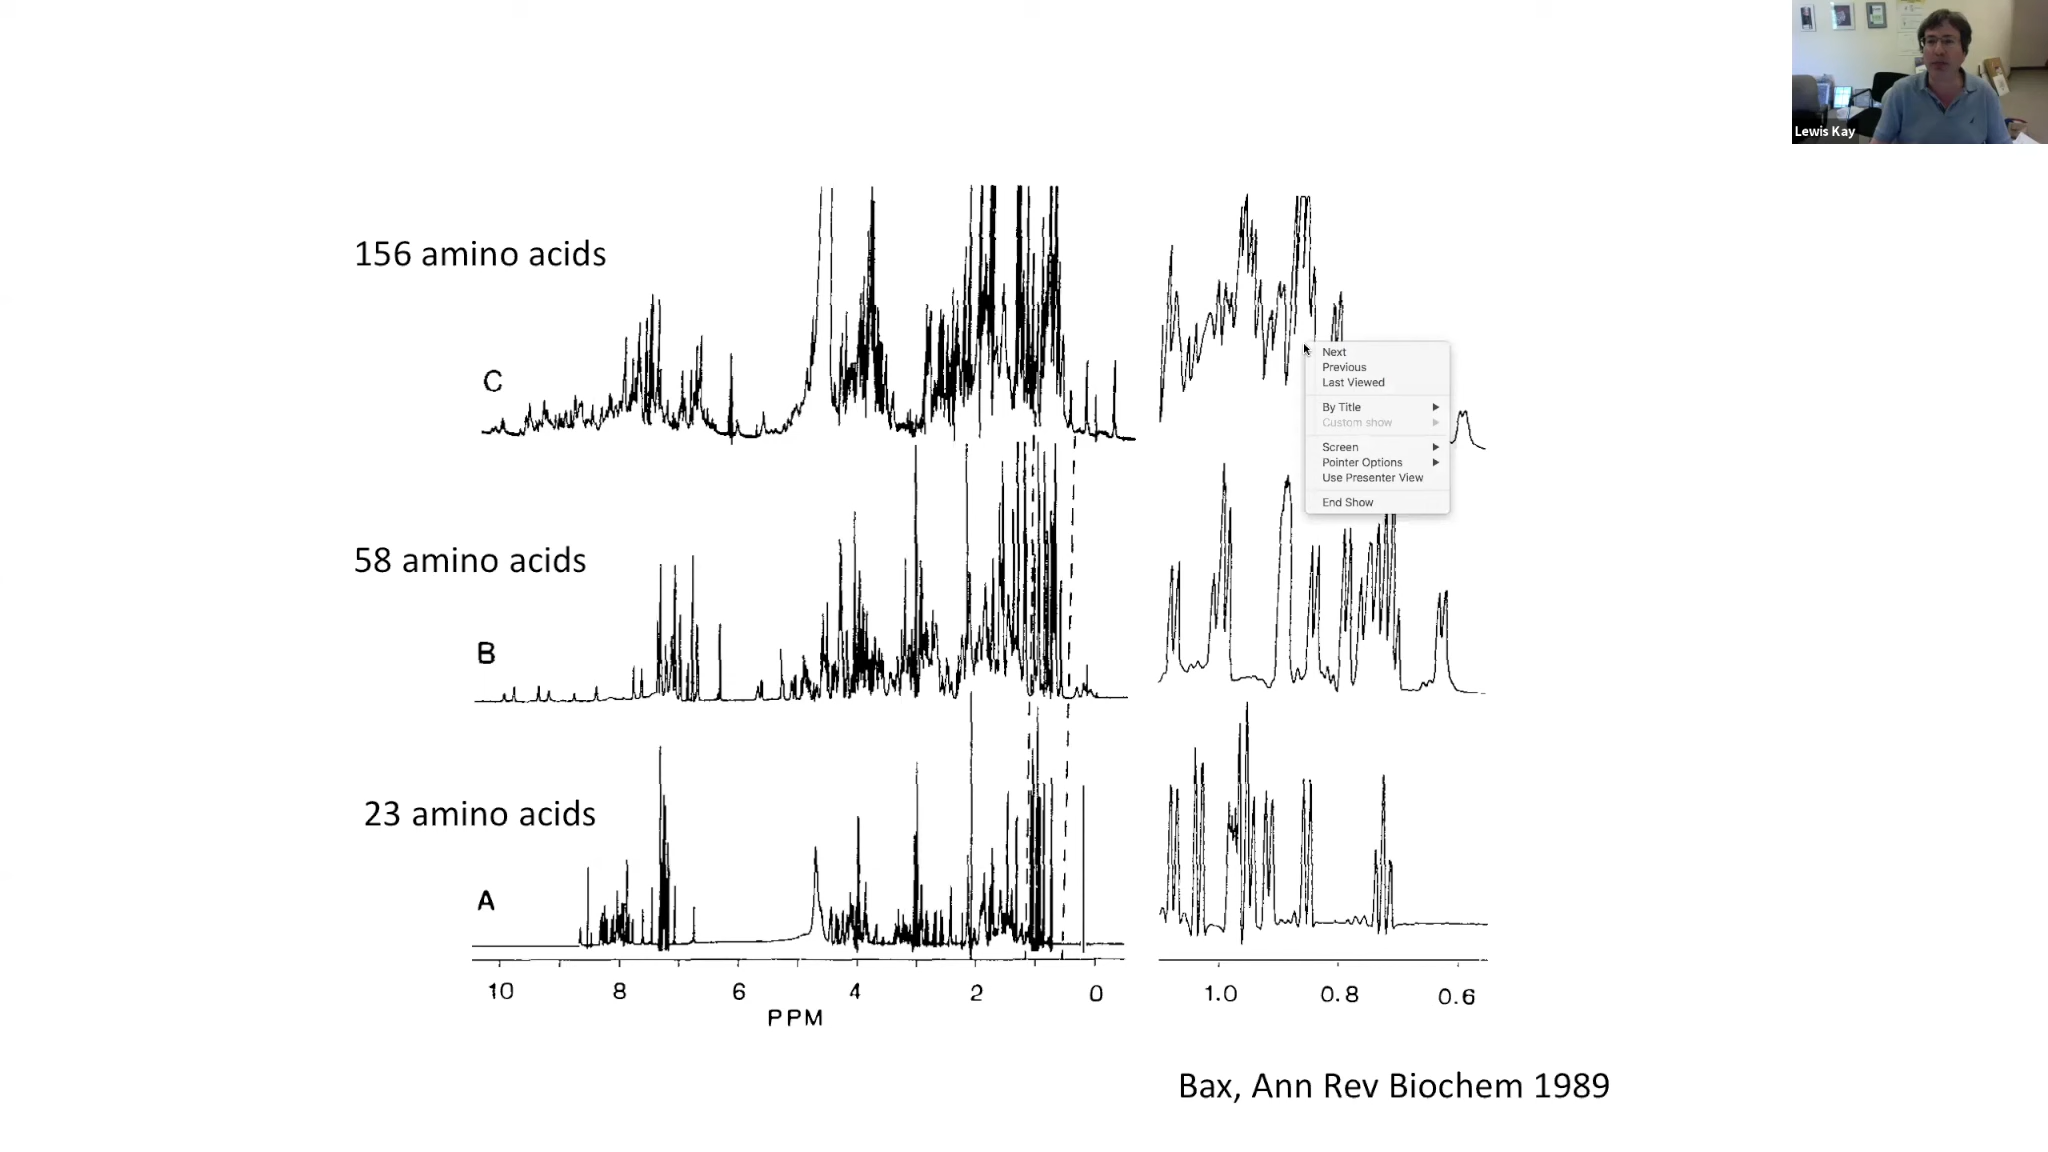 Lewis Kay
156 amino acids
C
Next
Previous
Last Viewed
By Title
Custom show
Screen
Pointer Options
Use Presenter View
End Show
58 amino acids
B
23 amino acids
A
10 8 6 4 2 0 1.0 0.8 0.6
PPM
Bax, Ann Rev Biochem 1989